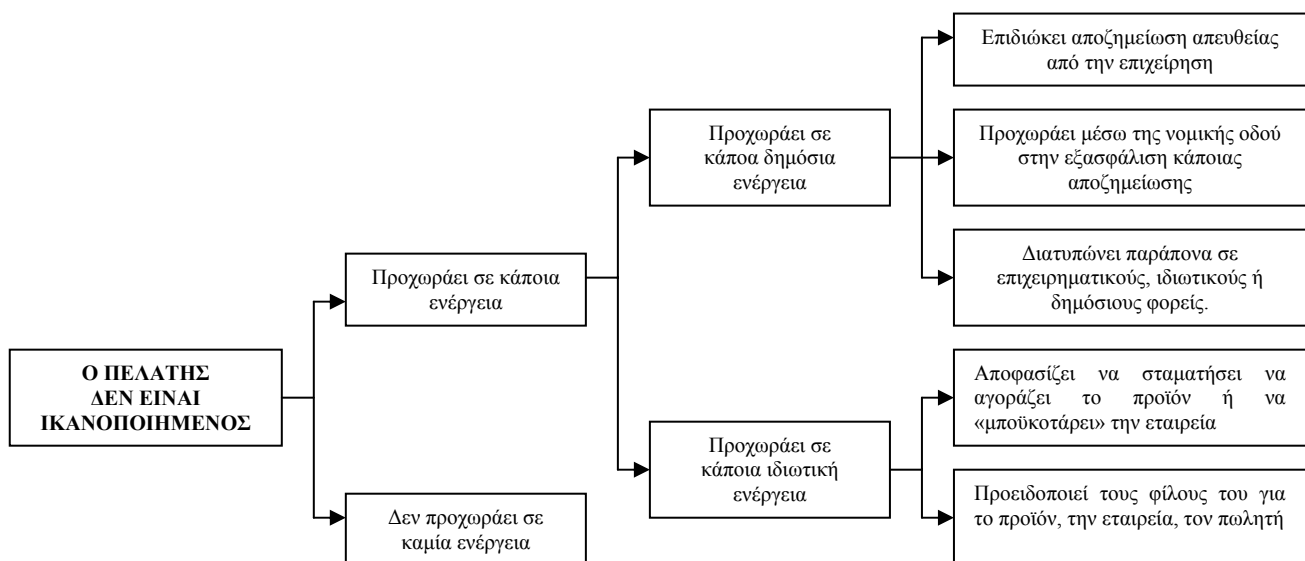 Επιδιώκει αποζημείωση απευθείας
από την επιχείρηση
Προχωράει σε
κάποα δημόσια
ενέργεια
Προχωράει μέσω της νομικής οδού
στην εξασφάλιση κάποιας
αποζημείωσης
Διατυπώνει παράπονα σε
επιχειρηματικούς, ιδιωτικούς ή
δημόσιους φορείς.
Προχωράει σε κάποια
ενέργεια
Ο ΠΕΛΑΤΗΣ
ΔΕΝ ΕΙΝΑΙ
ΙΚΑΝΟΠΟΙΗΜΕΝΟΣ
Αποφασίζει να σταματήσει να
αγοράζει το προϊόν ή να
«μποϋκοτάρει» την εταιρεία
Προχωράει σε
κάποια ιδιωτική
ενέργεια
Δεν προχωράει σε
καμία ενέργεια
Προειδοποιεί τους φίλους του για
το προϊόν, την εταιρεία, τον πωλητή